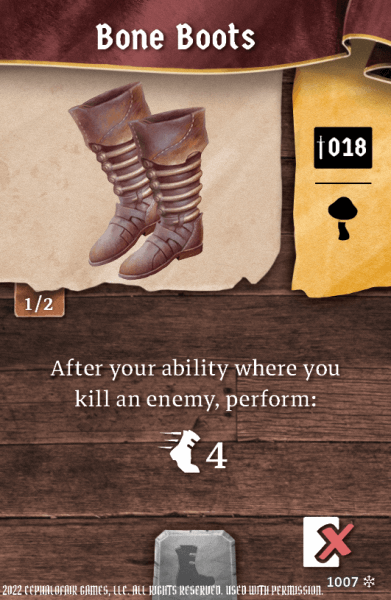 Bone Boots
018
1/2
After your ability where you
kill an enemy, perform:
4
1007
2022 CEPHALOFAIR GAMES, LLC. ALL RIGHTS RESERVED. USED WITH PERMISSION.